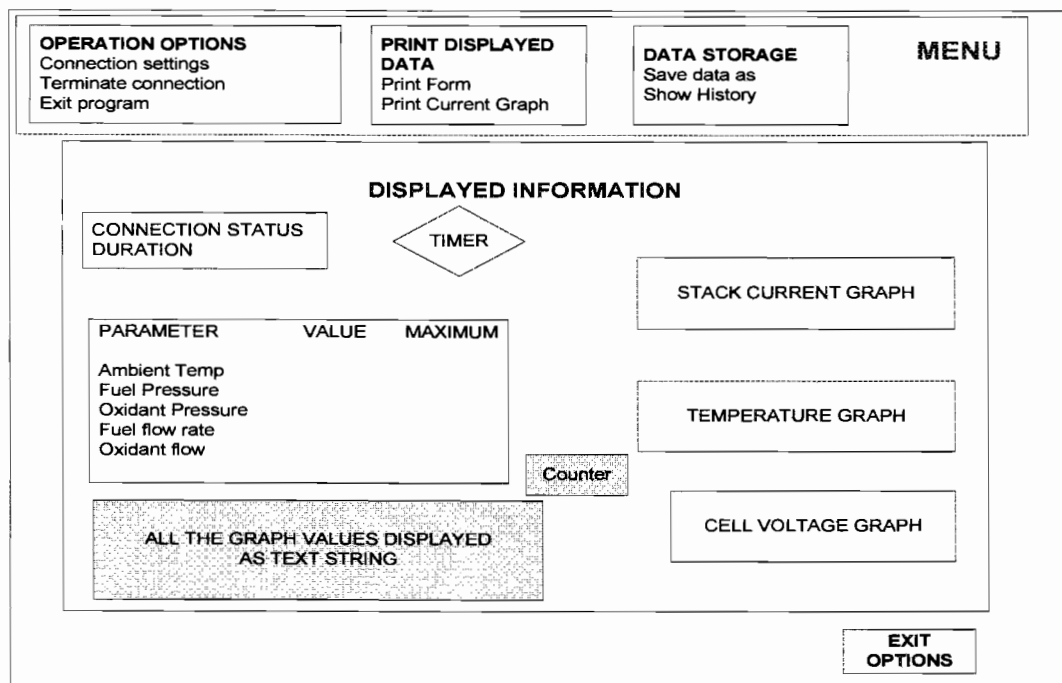 OPERATION OPTIONS
Connection settings
Terminate connection
Exit program
PRINT DISPLAYED
DATA
Print Form
Print Current Graph
DATA STORAGE
Save data as
Show History
MENU
DISPLAYED INFORMATION
CONNECTION STATUS
DURATION
TIMER
STACK CURRENT GRAPH
PARAMETER VALUE MAXIMUM
Ambient Temp
Fuel Pressure
Oxidant Pressure
Fuel flow rate
Oxidant flow
TEMPERATURE GRAPH
Counter
CELL VOLTAGE GRAPH
ALL THE GRAPH VALUES DISPLAYED
AS TEXT STRING
EXIT
OPTIONS